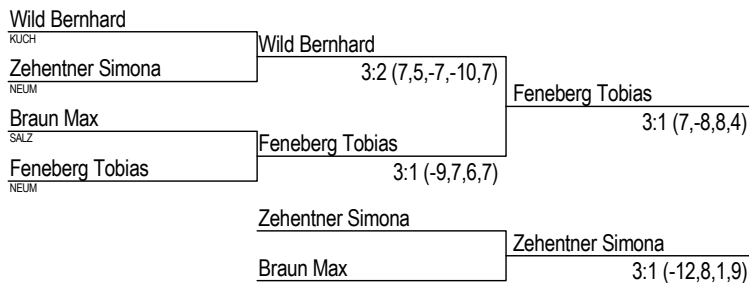 Wild Bernhard
KUCH
Wild Bernhard
Zehentner Simona
3:2 (7,5,-7,-10,7)
NEUM
Feneberg Tobias
Braun Max
3:1 (7,-8,8,4)
SALZ
Feneberg Tobias
Feneberg Tobias
3:1 (-9,7,6,7)
NEUM
Zehentner Simona
Zehentner Simona
Braun Max
3:1 (-12,8,1,9)